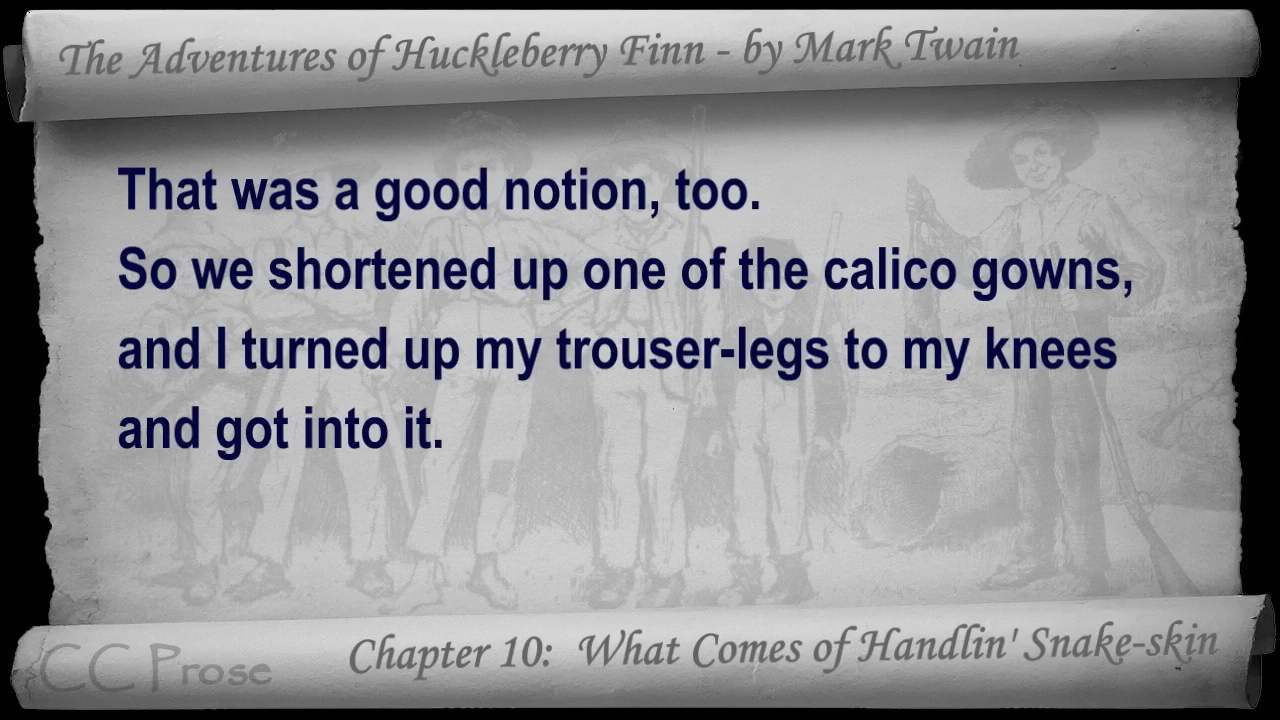 The Adventures of Huckleberry Finn - by Mark Twain
That was a good notion, too.
So we shortened up one of the calico gowns,
and I turned up my trouser-legs to my knees
and got into it.
Chapter 10: What Comes of Handlin' Snake-skin
CC Prose